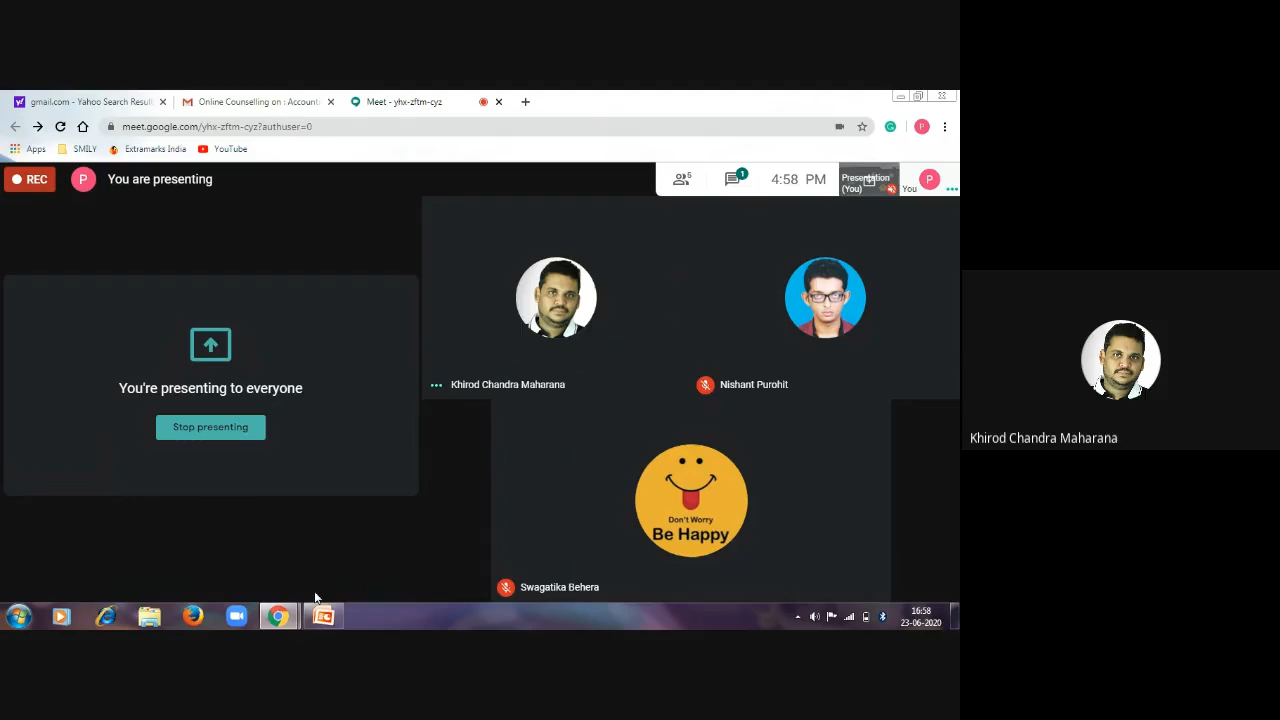 gmail.com - Yahoo Search Result
Online Counselling on : Account
Meet - yhx-zftm-cyz
meet.google.com/yhx-zftm-cyz?authuser=0
P
Apps
SMILY
Extramarks India
YouTube
REC
P
You are presenting
5
1
4:58 PM
Presentation
(You)
You
P
You're presenting to everyone
Stop presenting
Khirod Chandra Maharana
Nishant Purohit
Don't Worry
Be Happy
Swagatika Behera
16:58
23-06-2020
Khirod Chandra Maharana